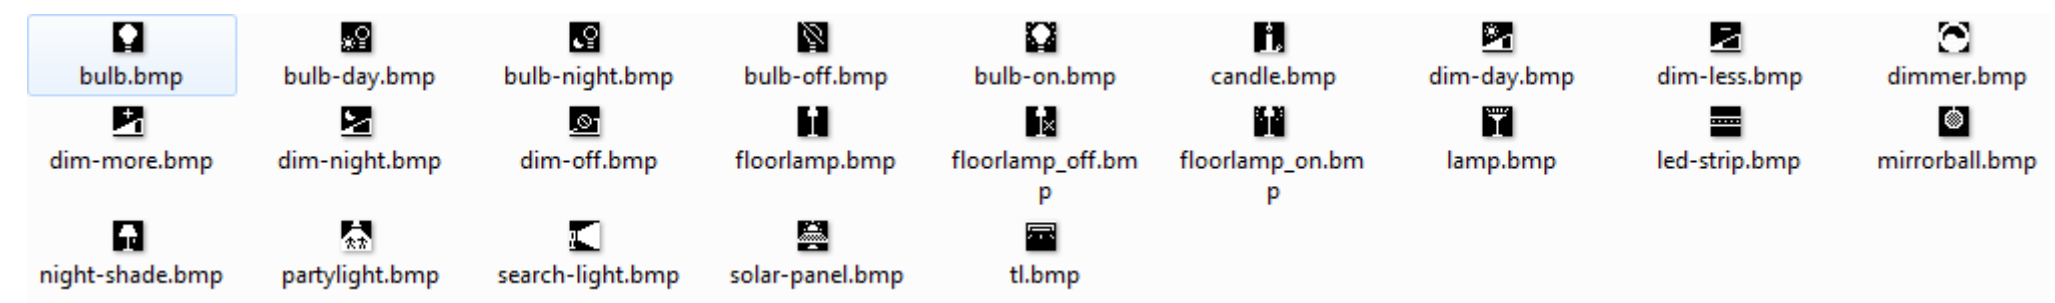 bulb.bmp bulb-day.bmp bulb-night.bmp bulb-off.bmp bulb-on.bmp candle.bmp dim-day.bmp dim-less.bmp dimmer.bmp
dim-more.bmp dim-night.bmp dim-off.bmp floorlamp.bmp floorlamp_off.bm floorlamp_on.bm lamp.bmp led-strip.bmp mirrorball.bmp
p p
night-shade.bmp partylight.bmp search-light.bmp solar-panel.bmp tl.bmp